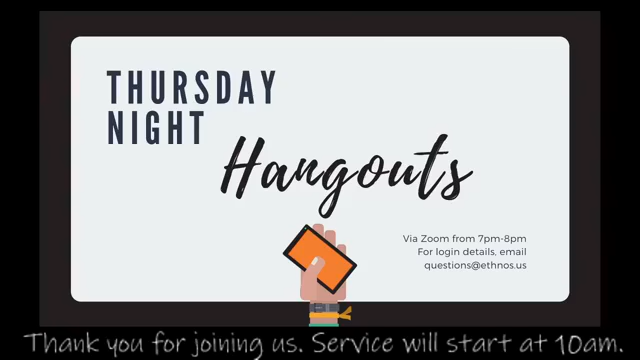 THURSDAY
NIGHT
Hangouts
Via Zoom from 7pm-8pm
For login details, email
questions@ethnos.us
Thank you for joining us. Service will start at 10am.